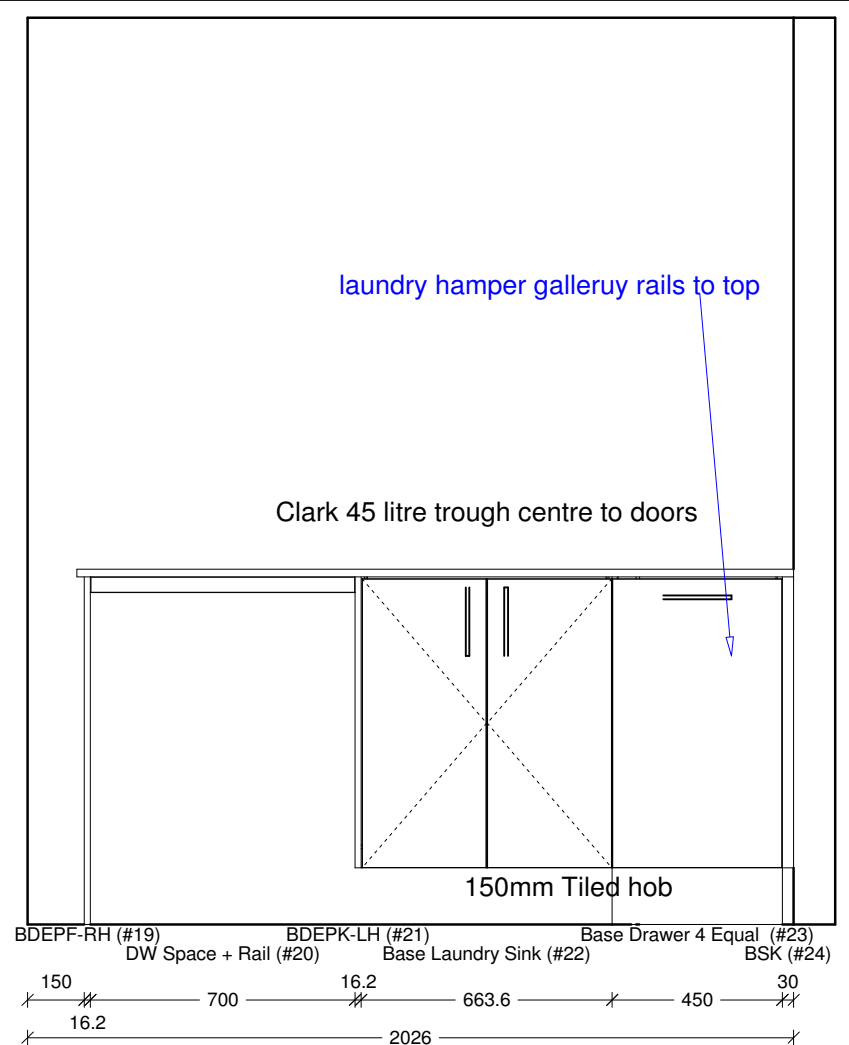 laundry hamper galleruy rails to top
Clark 45 litre trough centre to doors
150mm Tiled hob
BDEPF-RH (#19) BDEPK-LH (#21) Base Drawer 4 Equal (#23)
DW Space + Rail (#20) Base Laundry Sink (#22) BSK (#24)
150 16.2 30
700 663.6 450
16.2
2026